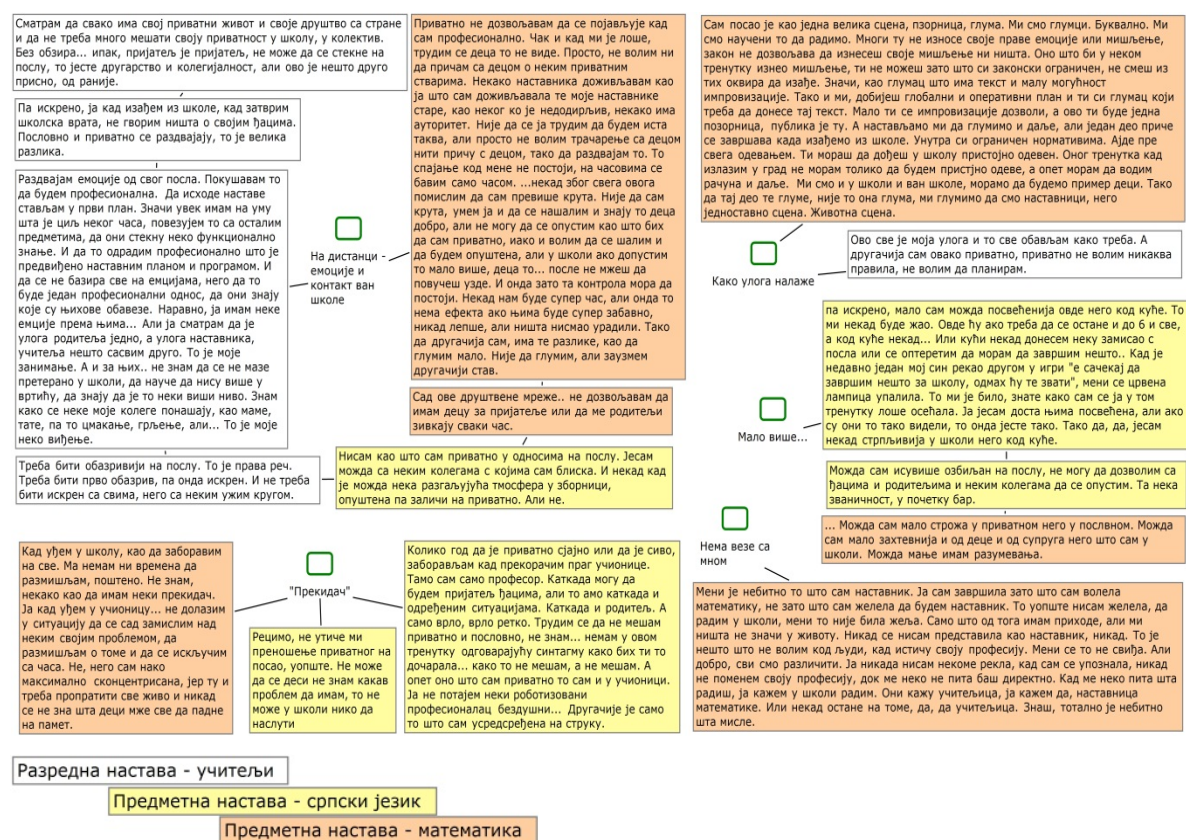 Сматрам да свако има свој приватни живот и своје друштво са стране
и да не треба много мешати своју приватност у школу, у колектив.
Без обзира... ипак, пријатељ је пријатељ, не може да се стекне на
послу, то јесте другарство и колегијалност, али ово је нешто друго
присно, од раније.
Па искрено, ја кад изађем из школе, кад затврим
школска врата, не гворим ништа о својим ђацима.
Пословно и приватно се раздвајају, то је велика
разлика.
Раздвајам емоције од свог посла. Покушавам то
да будем професионална. Да исходе наставе
стављам у први план. Значи увек имам на уму
шта је циљ неког часа, повезујем то са осталим
предметима, да они стекну неко функционално
знање. И да то одрадим професионално што је
предвиђено наставним планом и програмом. И
да се не базира све на емцијама, него да то
буде један професионални однос, да они знају
које су њихове обавезе. Наравно, ја имам неке
емције према њима... Али ја сматрам да је
улога родитеља једно, а улога наставника,
учитеља нешто сасвим друго. То је моје
занимање. А и за њих.. не знам да се не мазе
претерано у школи, да науче да нису више у
вртићу, да знају да је то неки виши ниво. Знам
како се неке моје колеге понашају, као маме,
тате, па то цмакање, грљење, али... То је моје
неко виђење.
Треба бити обазривији на послу. То је права реч.
Треба бити прво обазрив, па онда искрен. И не треба
бити искрен са свима, него са неким ужим кругом.
На дистанци -
емоције и
контакт ван
школе
Приватно не дозвољавам да се појављује кад
сам професионално. Чак и кад ми је лоше,
трудим се деца то не виде. Просто, не волим ни
да причам са децом о неким приватним
стварима. Некако наставника доживљавам као
ја што сам доживљавала те моје наставнике
старе, као неког ко је недодирљив, некако има
ауторитет. Није да се ја трудим да будем иста
таква, али просто не волим трачарање са децом
нити причу с децом, тако да раздвајам то. То
спајање код мене не постоји, на часовима се
бавим само часом. ...некад због свега овога
помислим да сам превише крута. Није да сам
крута, умем ја и да се нашалим и знају то деца
добро, али не могу да се опустим као што бих
да сам приватно, иако и волим да се шалим и
да будем опуштена, али у школи ако допустим
то мало више, деца то... после не мжеш да
повучеш узде. И онда зато та контрола мора да
постоји. Некад нам буде супер час, али онда то
нема ефекта ако њима буде супер забавно,
никад лепше, али ништа нисмо урадили. Тако
да другачија сам, има те разлике, као да
глумим мало. Није да глумим, али заузмем
другачији став.
Сад ове друштвене мреже.. не дозвољавам да
имам децу за пријатеље или да ме родитељи
зивкају сваки час.
Нисам као што сам приватно у односима на послу. Јесам
можда са неким колегама с којима сам блиска. И некад кад
је можда нека разгаљујућа тмосфера у зборници,
опуштена па заличи на приватно. Али не.
Сам посао је као једна велика сцена, пзорница, глума. Ми смо глумци. Буквално. Ми
смо научени то да радимо. Многи ту не износе своје праве емоције или мишљење,
закон не дозвољава да изнесеш своје мишљење ни ништа. Оно што би у неком
тренутку изнео мишљење, ти не можеш зато што си законски ограничен, не смеш из
тих оквира да изађе. Значи, као глумац што има текст и малу могућност
импровизације. Тако и ми, добијеш глобални и оперативни план и ти си глумац који
треба да донесе тај текст. Мало ти се импровизације дозволи, а ово ти буде једна
позорница, публика је ту. А настављамо ми да глумимо и даље, али један део приче
се завршава када изађемо из школе. Унутра си ограничен нормативима. Ајде пре
свега одевањем. Ти мораш да дођеш у школу пристојно одевен. Оног тренутка кад
излазим у град не морам толико да будем пристјно одеве, а опет морам да водим
рачуна и даље.  Ми смо и у школи и ван школе, морамо да будемо пример деци. Тако
да тај део те глуме, није то она глума, ми глумимо да смо наставници, него
једноставно сцена. Животна сцена.
Како улога налаже
Ово све је моја улога и то све обављам како треба. А
другачија сам овако приватно, приватно не волим никаква
правила, не волим да планирам.
па искрено, мало сам можда посвећенија овде него код куће. То
ми некад буде жао. Овде ћу ако треба да се остане и до 6 и све,
а код куће некад... Или кући некад донесем неку замисао с
посла или се оптеретим да морам да завршим нешто.. Кад је
недавно један мој син рекао другом у игри "е сачекај да
завршим нешто за школу, одмах ћу те звати", мени се црвена
лампица упалила. То ми је било, знате како сам се ја у том
тренутку лоше осећала. Ја јесам доста њима посвећена, али ако
су они то тако видели, то онда јесте тако. Тако да, да, јесам
некад стрпљивија у школи него код куће.
Мало више...
Можда сам исувише озбиљан на послу, не могу да дозволим са
ђацима и родитељима и неким колегама да се опустим. Та нека
званичност, у почетку бар.
... Можда сам мало строжа у приватном него у послвном. Можда
сам мало захтевнија и од деце и од супруга него што сам у
школи. Можда мање имам разумевања.
Нема везе са
мном
Мени је небитно то што сам наставник. Ја сам завршила зато што сам волела
математику, не зато што сам желела да будем наставник. То уопште нисам желела, да
радим у школи, мени то није била жеља. Само што од тога имам приходе, али ми
ништа не значи у животу. Никад се нисам представила као наставник, никад. То је
нешто што не волим код људи, кад истичу своју професију. Мени се то не свиђа. Али
добро, сви смо различити. Ја никада нисам некоме рекла, кад сам се упознала, никад
не поменем своју професију, док ме неко не пита баш директно. Кад ме неко пита шта
радиш, ја кажем у школи радим. Они кажу учитељица, ја кажем да, наставница
математике. Или некад остане на томе, да, да учитељица. Знаш, тотално је небитно
шта мисле.
Кад уђем у школу, као да заборавим
на све. Ма немам ни времена да
размишљам, поштено. Не знам,
некако као да имам неки прекидач.
Ја кад уђем у учионицу... не долазим
у ситуацију да се сад замислим над
неким својим проблемом, да
размишљам о томе и да се искључим
са часа. Не, него сам нако
максимално сконцентрисана, јер ту и
треба пропратити све живо и никад
се не зна шта деци мже све да падне
на памет.
"Прекидач"
Рецимо, не утиче ми
преношење приватног на
посао, уопште. Не може
да се деси не знам какав
проблем да имам, то не
може у школи нико да
наслути
Колико год да је приватно сјајно или да је сиво,
заборављам кад прекорачим праг учионице.
Тамо сам само професор. Каткада могу да
будем пријатељ ђацима, али то амо каткада и
одређеним ситуацијама. Каткада и родитељ. А
само врло, врло ретко. Трудим се да не мешам
приватно и пословно, не знам... немам у овом
тренутку одговарајућу синтагму како бих ти то
дочарала... како то не мешам, а не мешам. А
опет оно што сам приватно то сам и у учионици.
Ја не потајем неки роботизовани
професионалац бездушни... Другачије је само
то што сам усредсређена на струку.
Разредна настава - учитељи
Предметна настава - српски језик
Предметна настава - математика